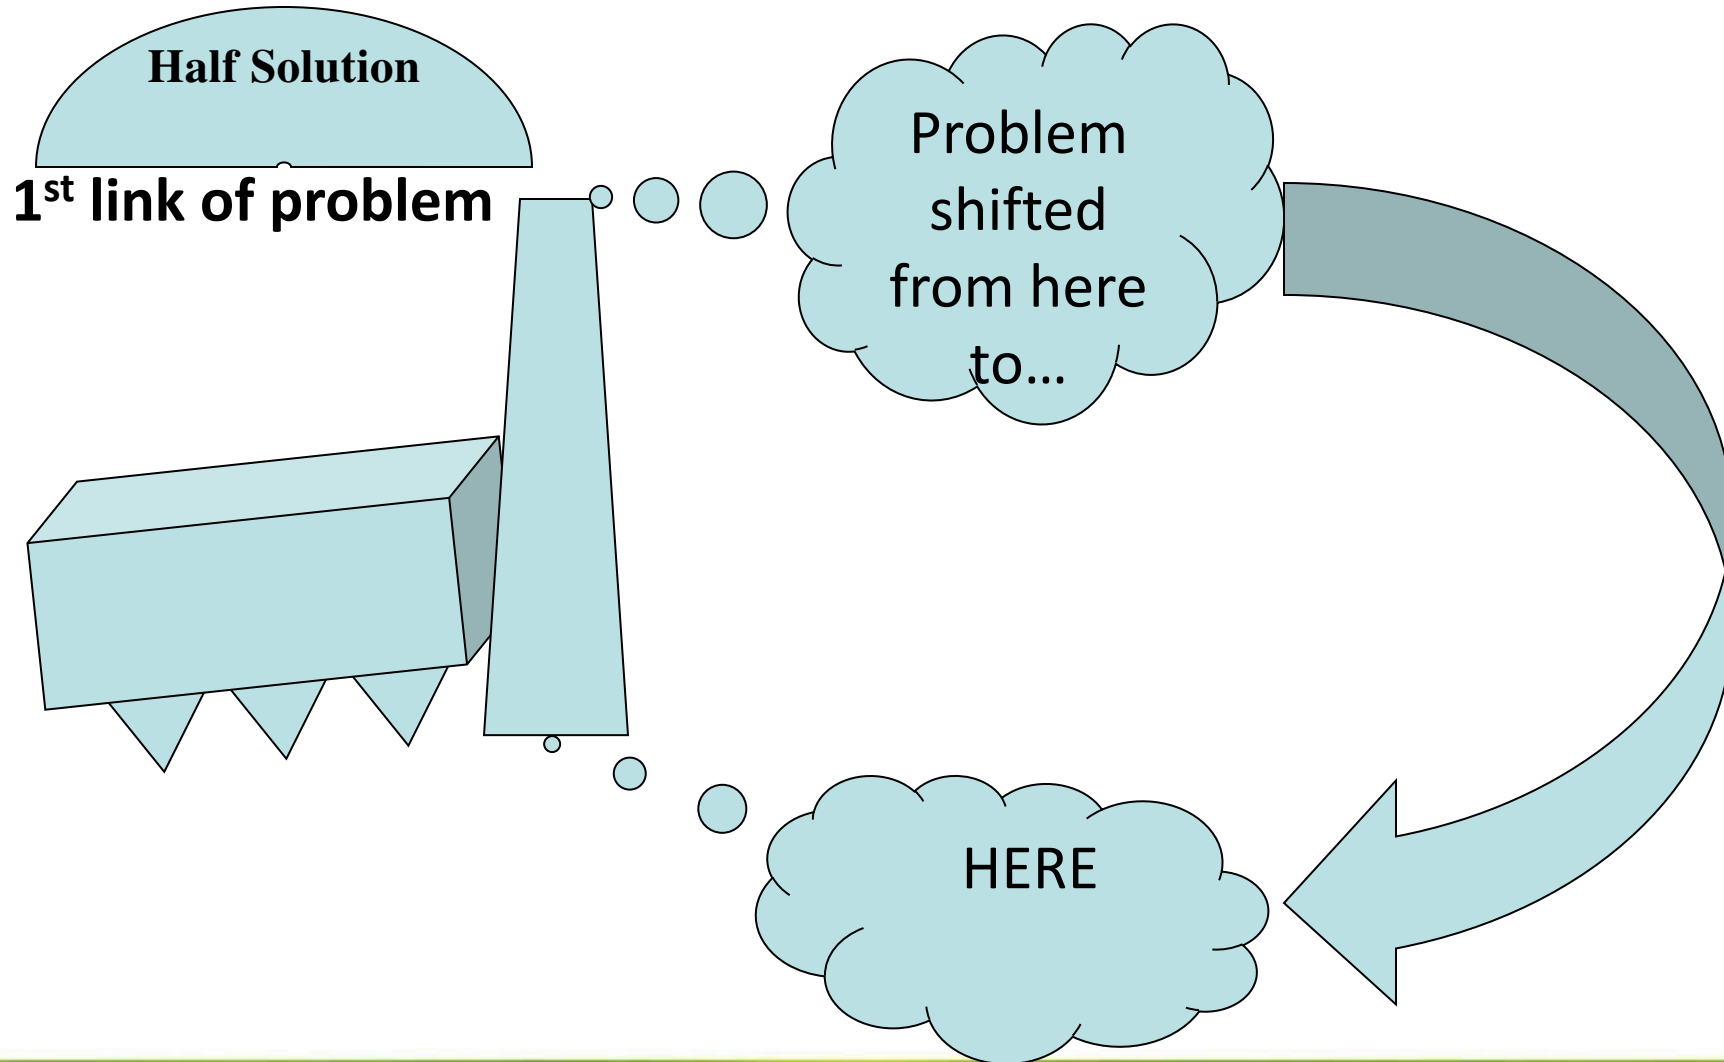 Half Solution
1st link of problem
Problem
shifted
from here
to…
HERE